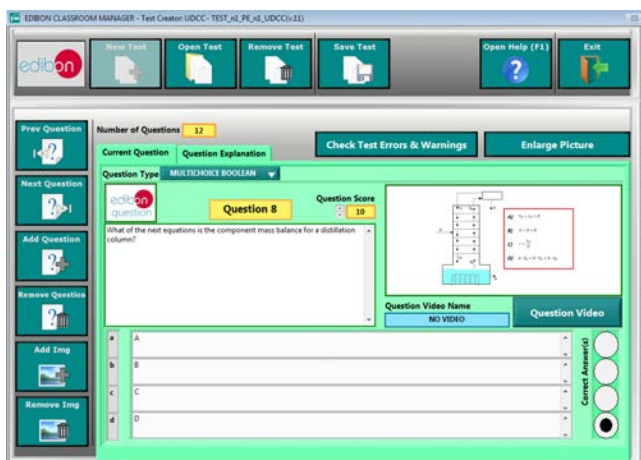 EDIBON CLASSROOM MANAGER - Test Creator: UDCC- TEST_n1_PE_n1_UDCC(v.11)
edibon
New Test
Open Test
Remove Test
Save Test
Open Help (F1)
Exit
Prev Question
Next Question
Add Question
Remove Question
Add Img
Remove Img
Number of Questions 12
Check Test Errors & Warnings
Enlarge Picture
Current Question
Question Explanation
Question Type MULTICHOICE BOOLEAN
edibon
question
Question 8
Question Score
10
What of the next equations is the component mass balance for a distillation
column?
A)
B)
C)
D)
Question Video Name
NO VIDEO
Question Video
a A
b B
c C
d D
Correct Answer(s)